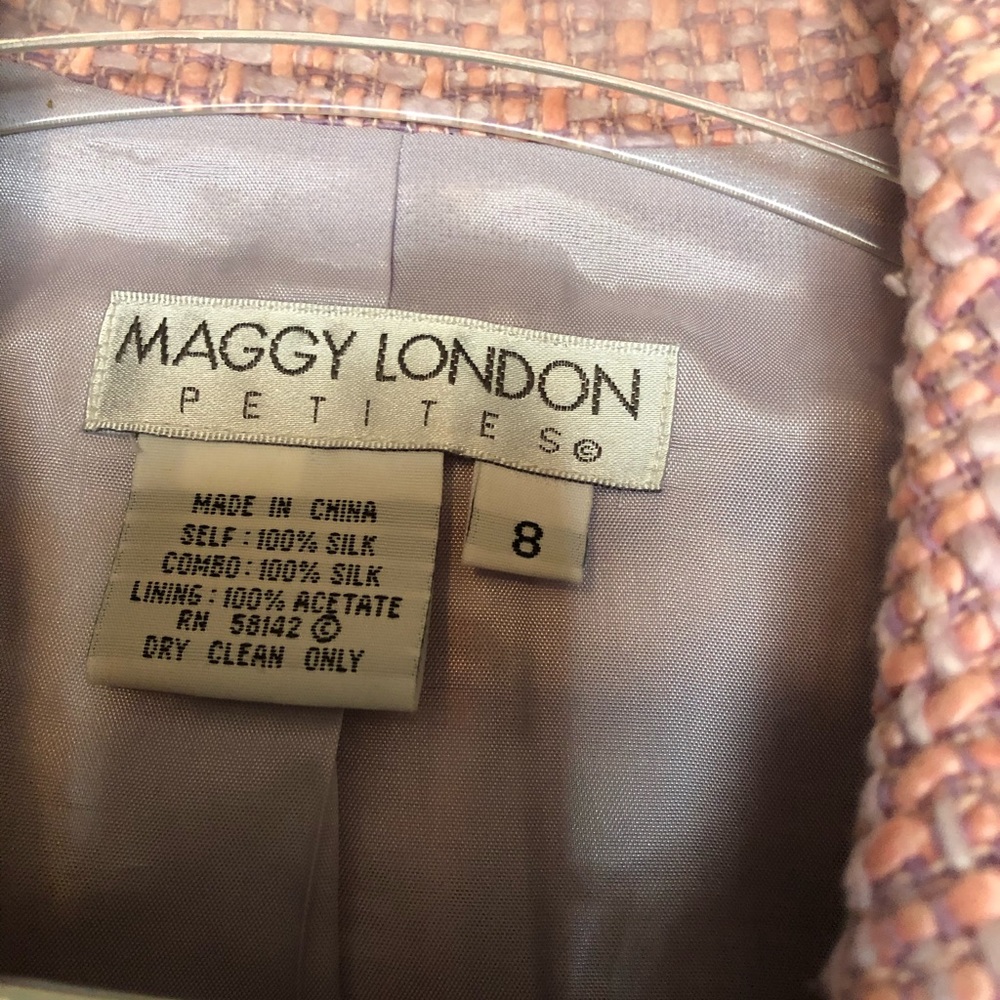 MAGGY LONDON
PETITES©
MADE IN CHINA
SELF: 100% SILK
COMBO: 100% SILK
LINING: 100% ACETATE
RN 58142 ©
DRY CLEAN ONLY
8